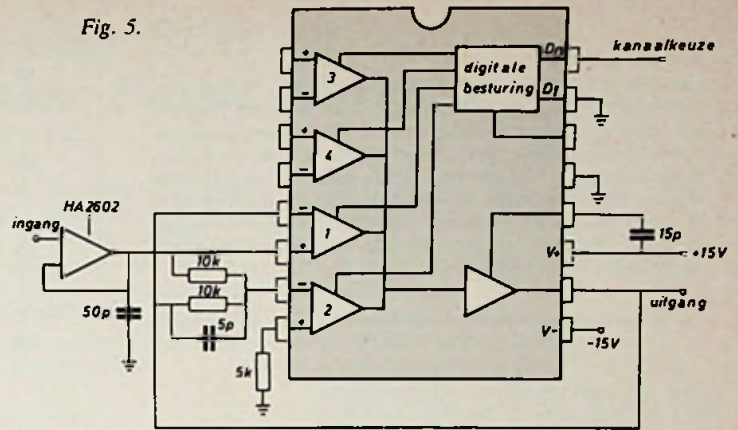 Fig. 5.
kanaalkeuze
digitale
besturing
Dn
D1
+
3
-
+
4
-
HA2602
ingang
-
1
+
10k
10k
5p
50p
-
2
+
5k
15p
V+
+15V
uitgang
V-
-15V